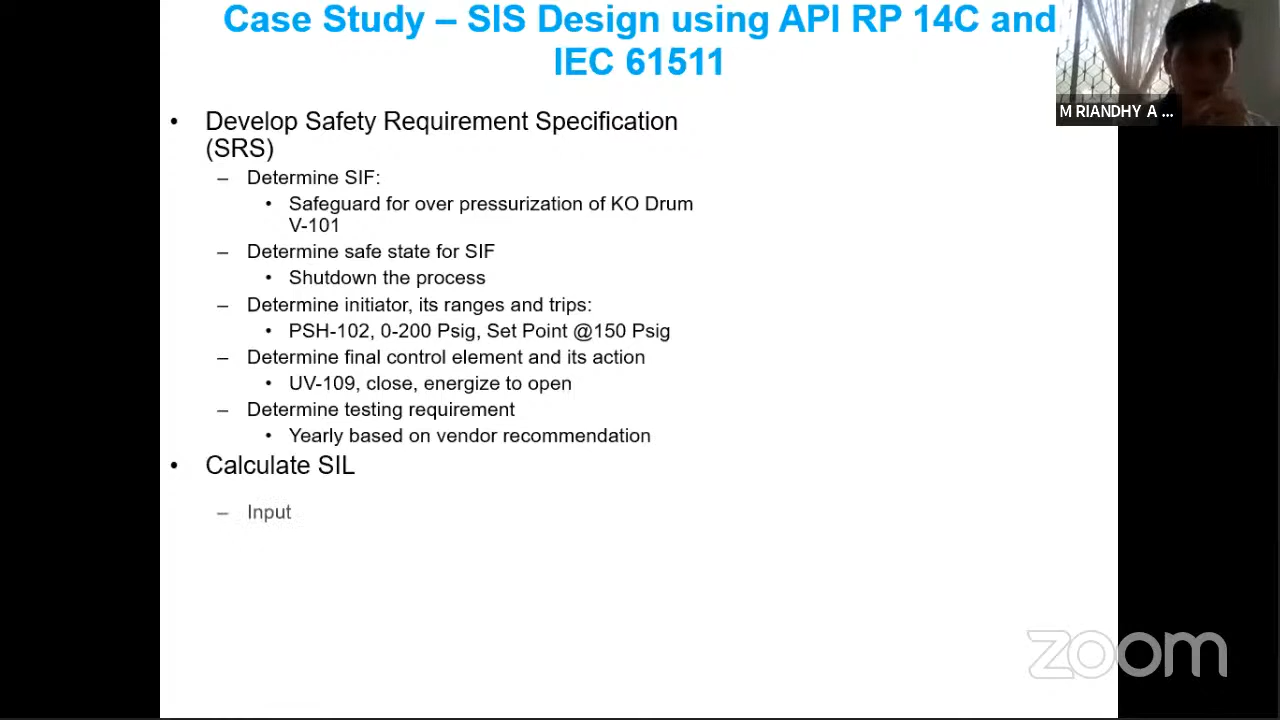 Case Study – SIS Design using API RP 14C and
IEC 61511
M RIANDHY A ...
• Develop Safety Requirement Specification
(SRS)
– Determine SIF:
• Safeguard for over pressurization of KO Drum
V-101
– Determine safe state for SIF
• Shutdown the process
– Determine initiator, its ranges and trips:
• PSH-102, 0-200 Psig, Set Point @150 Psig
– Determine final control element and its action
• UV-109, close, energize to open
– Determine testing requirement
• Yearly based on vendor recommendation
• Calculate SIL
– Input
zoom